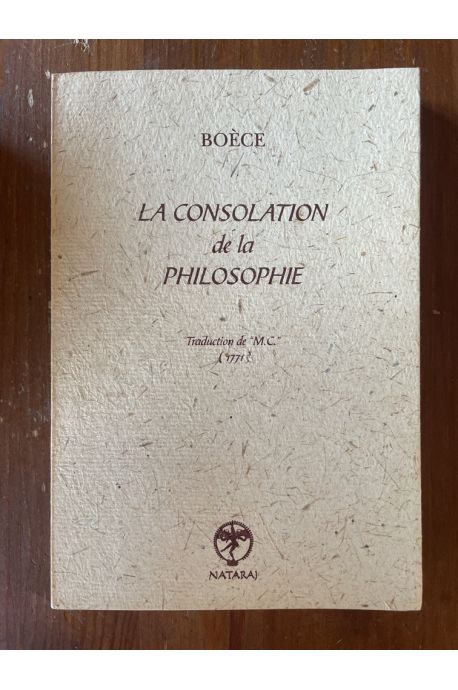 BOÈCE
LA CONSOLATION
de la
PHILOSOPHIE
Traduction de "M.C."
(1771)
NATARAJ